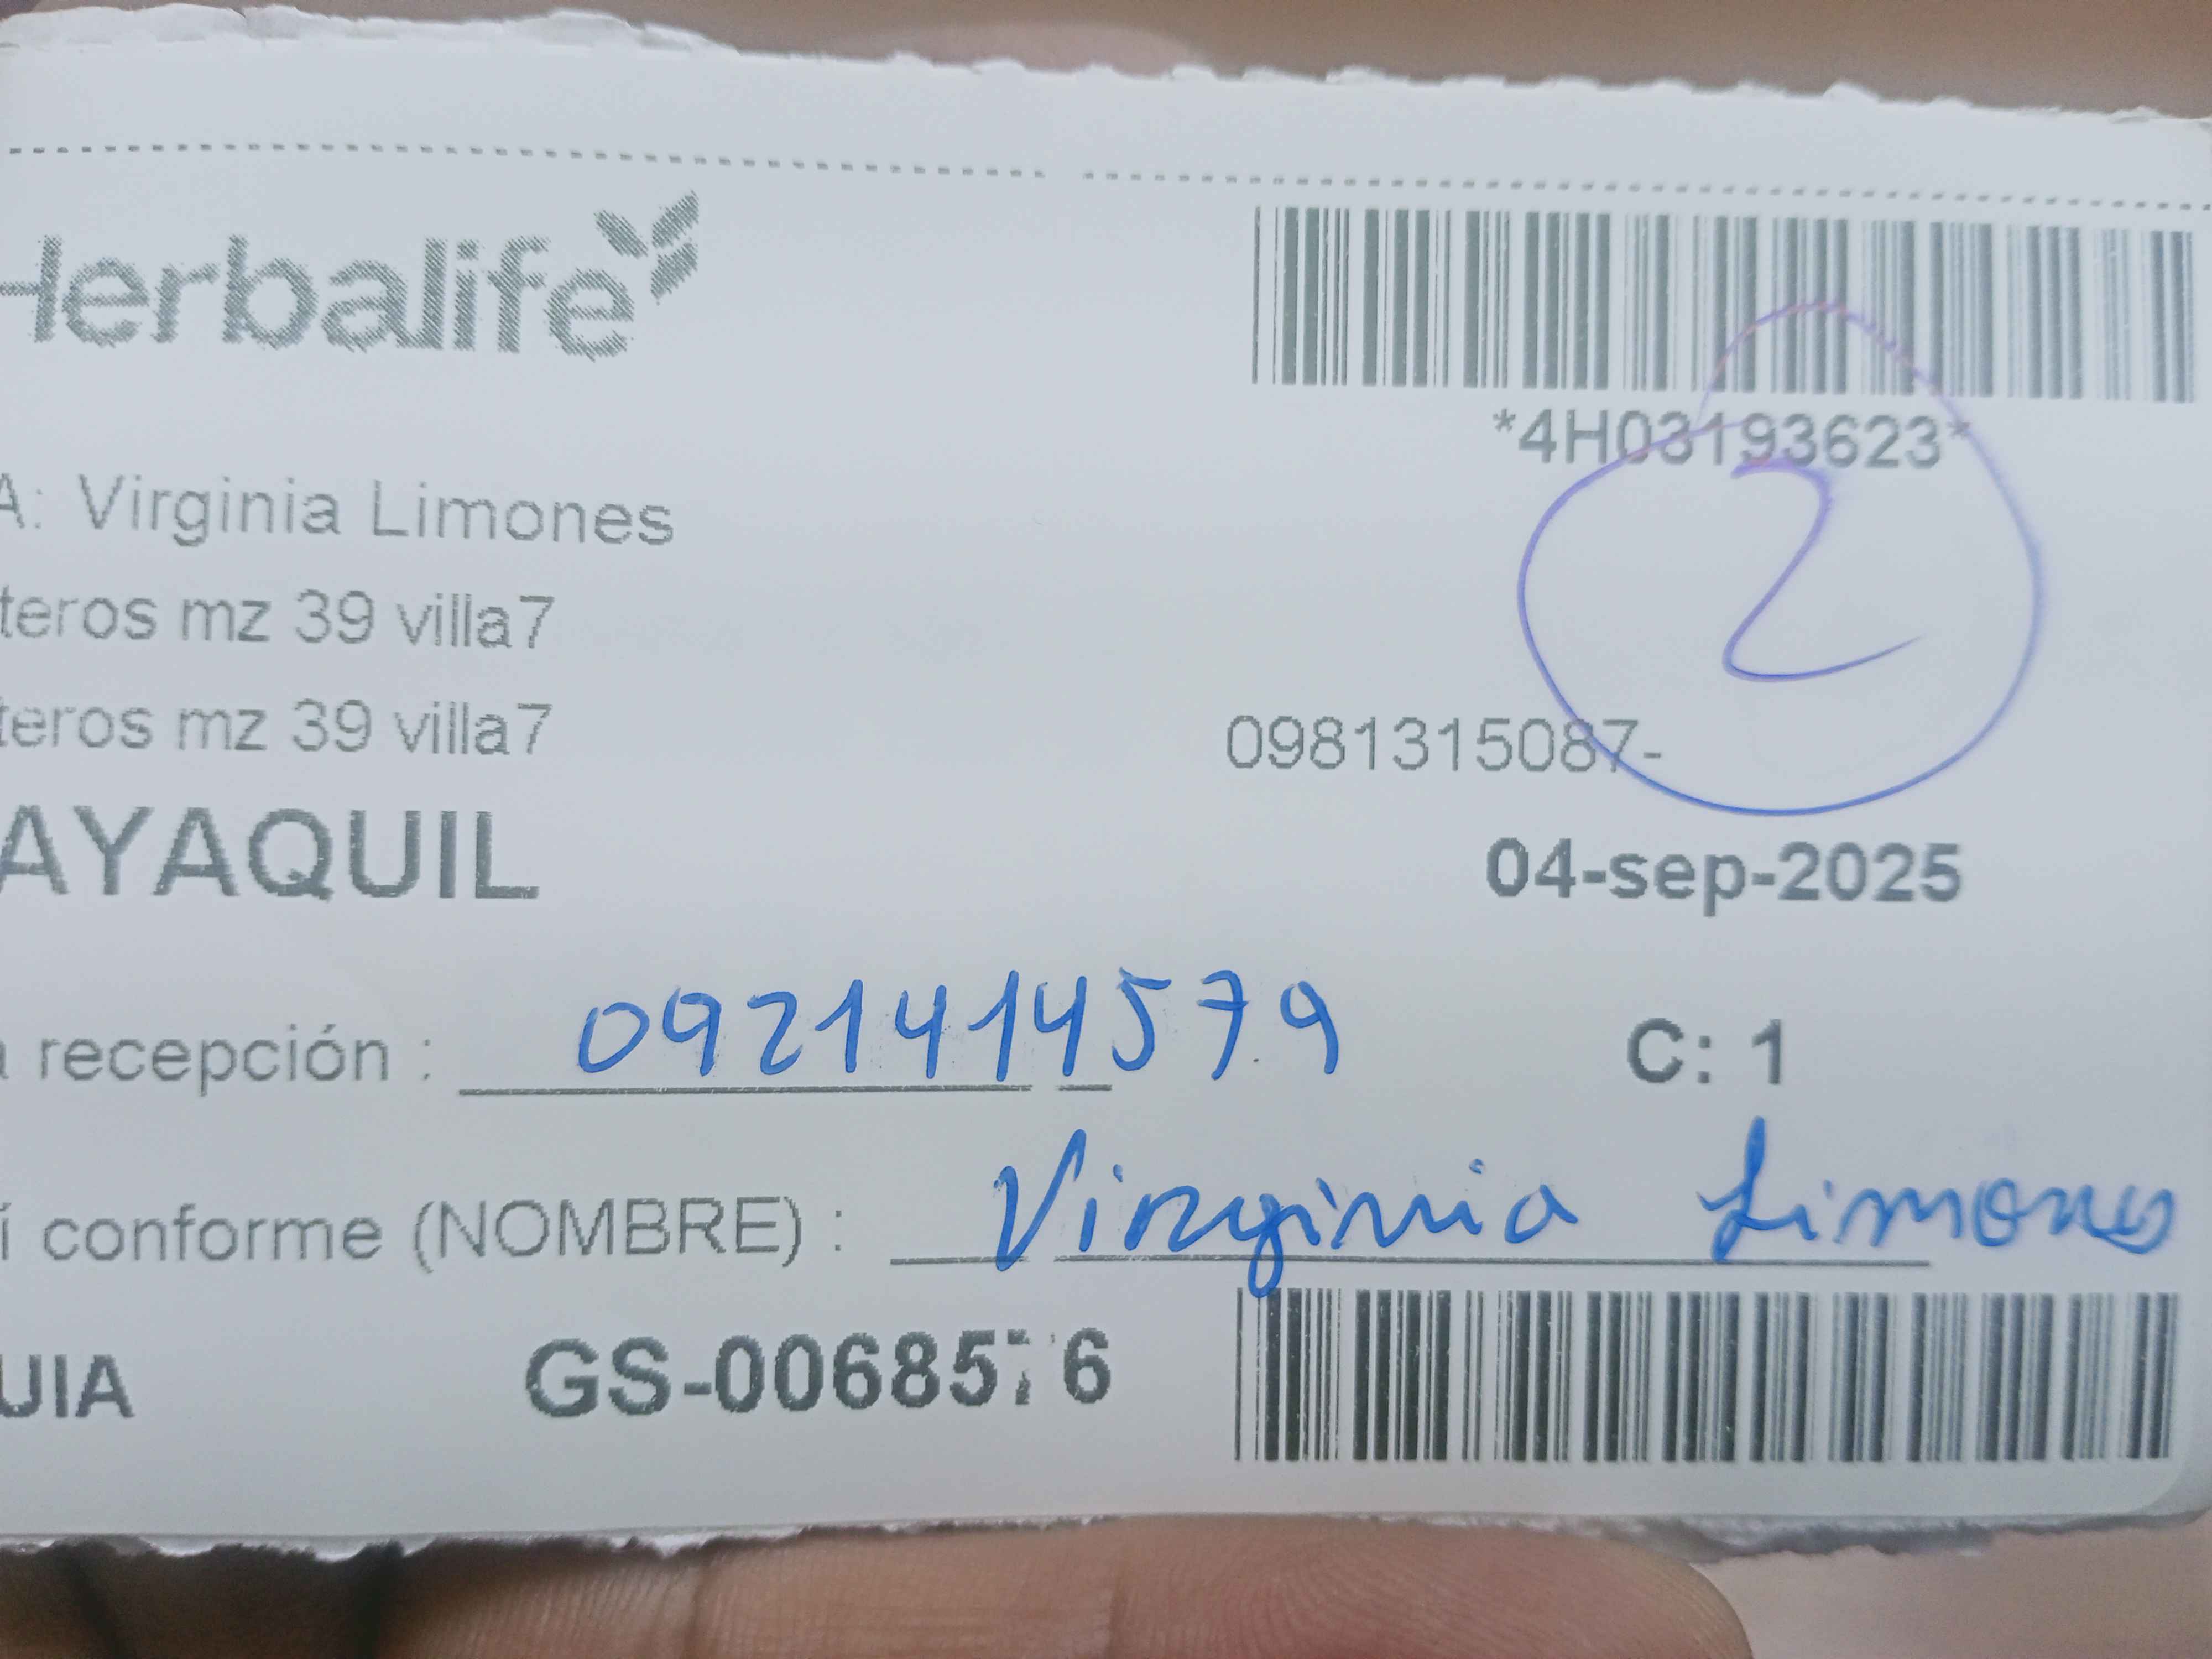 Herbalife
*4H03193623*
A: Virginia Limones
2
teros mz 39 villa7
teros mz 39 villa7 0981315087-
AYAQUIL 04-sep-2025
a recepción : 0921414579 C: 1
í conforme (NOMBRE) : Virginia Limones
UIA